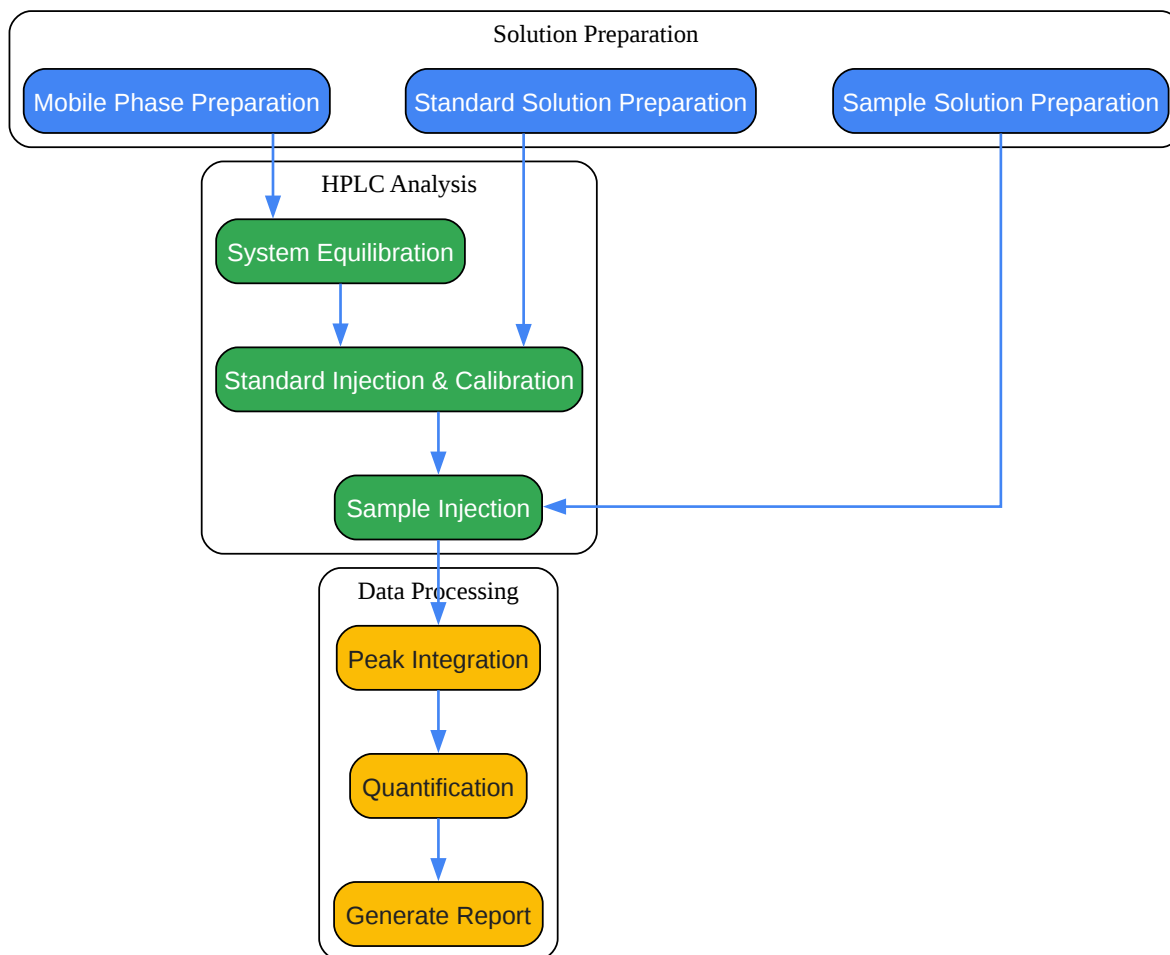 Solution Preparation
Mobile Phase Preparation
Standard Solution Preparation
Sample Solution Preparation
HPLC Analysis
System Equilibration
Standard Injection & Calibration
Sample Injection
Data Processing
Peak Integration
Quantification
Generate Report